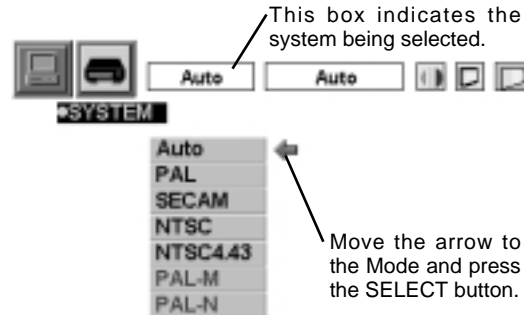 This box indicates the
system being selected.
Auto Auto
SYSTEM
Auto
PAL
SECAM
NTSC
NTSC4.43
PAL-M
PAL-N
Move the arrow to
the Mode and press
the SELECT button.